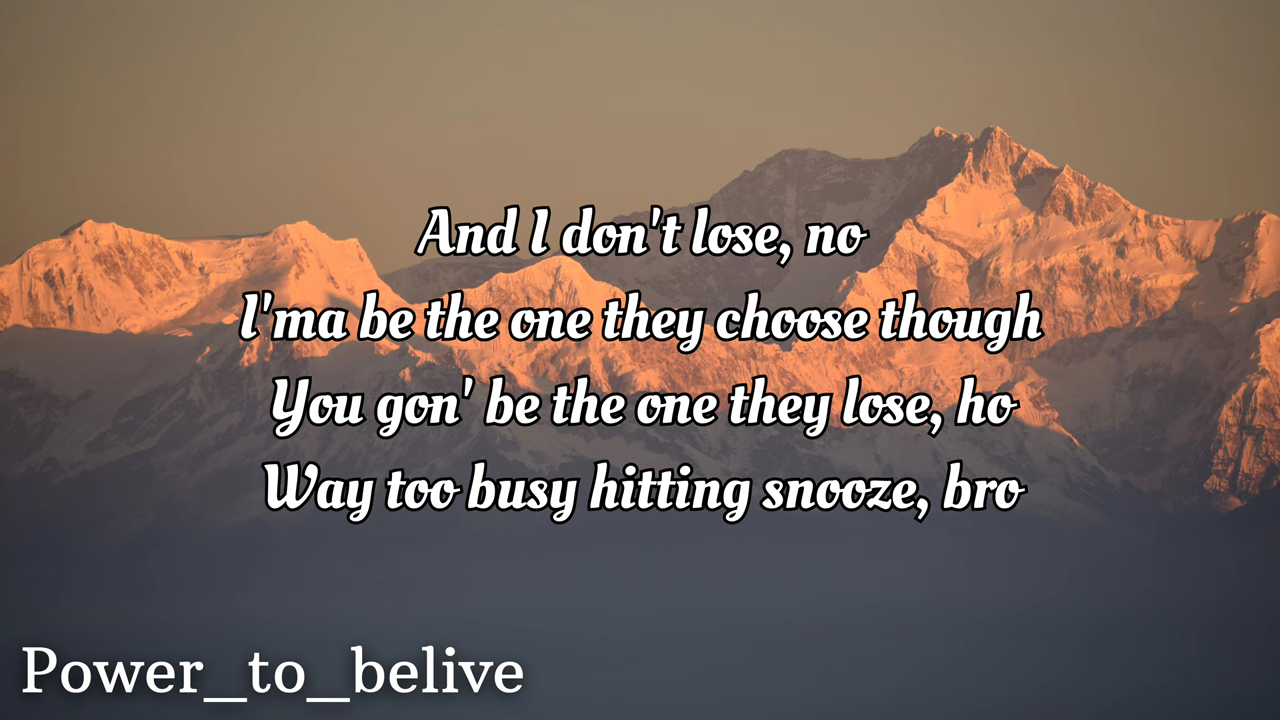 And I don't lose, no
I'ma be the one they choose though
You gon' be the one they lose, ho
Way too busy hitting snooze, bro
Power_to_belive